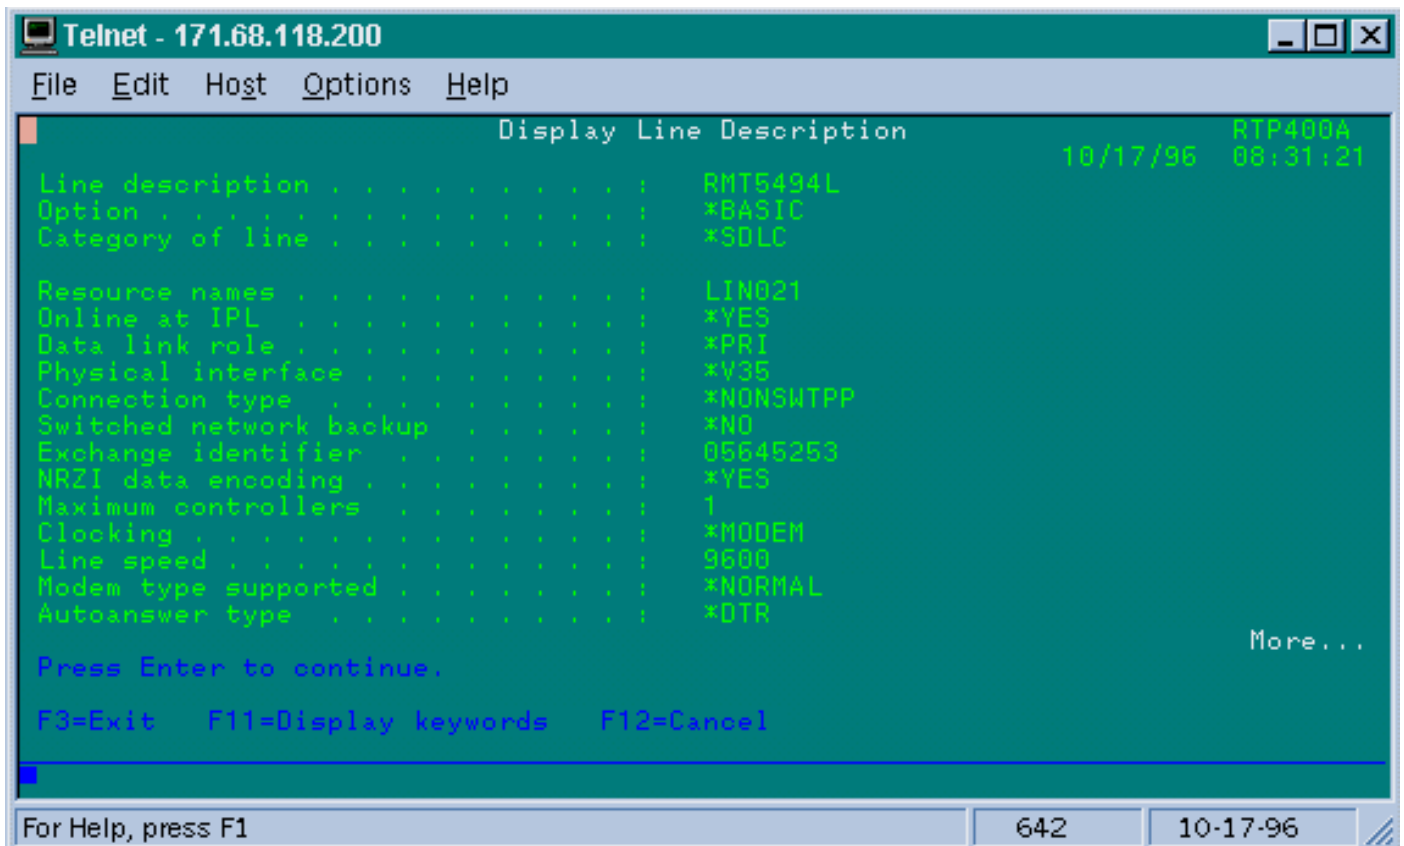 Telnet - 171.68.118.200
File Edit Host Options Help
Display Line Description RTP400A
10/17/96 08:31:21
Line description . . . . . . . . . : RMT5494L
Option . . . . . . . . . . . . . . : *BASIC
Category of line . . . . . . . . . : *SDLC
Resource names . . . . . . . . . . : LIN021
Online at IPL . . . . . . . . . . : *YES
Data link role . . . . . . . . . . : *PRI
Physical interface . . . . . . . . : *V35
Connection type . . . . . . . . . : *NONSWTPP
Switched network backup . . . . . : *NO
Exchange identifier . . . . . . . : 05645253
NRZI data encoding . . . . . . . . : *YES
Maximum controllers . . . . . . . : 1
Clocking . . . . . . . . . . . . . : *MODEM
Line speed . . . . . . . . . . . . : 9600
Modem type supported . . . . . . . : *NORMAL
Autoanswer type . . . . . . . . . : *DTR
More...
Press Enter to continue.
F3=Exit F11=Display keywords F12=Cancel
For Help, press F1 642 10-17-96